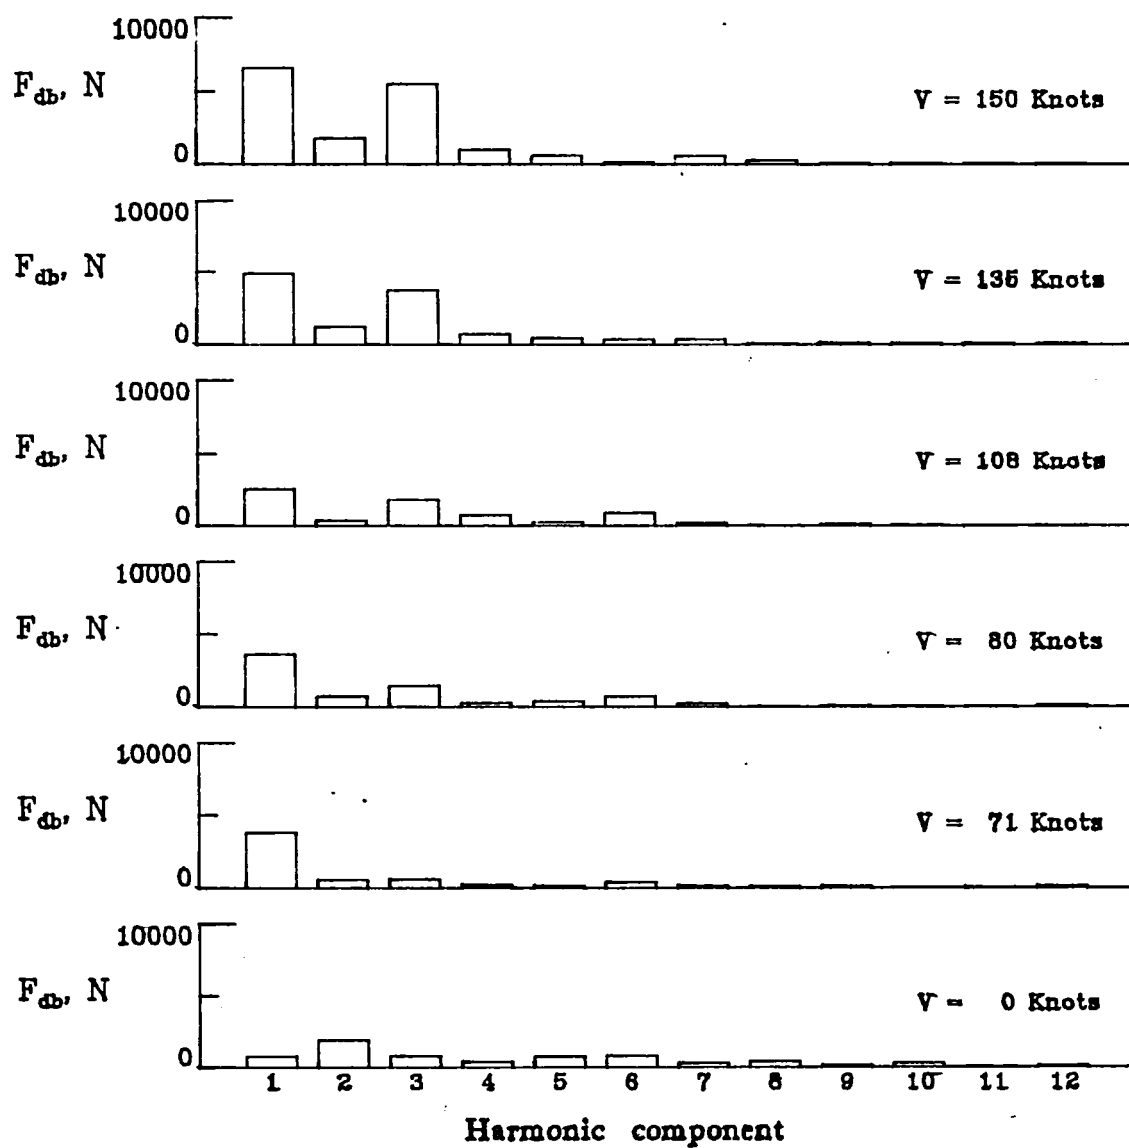 10000
F_db, N
V = 150 Knots
0
10000
F_db, N
V = 135 Knots
0
10000
F_db, N
V = 108 Knots
0
10000
F_db, N
V = 80 Knots
0
10000
F_db, N
V = 71 Knots
0
10000
F_db, N
V = 0 Knots
0
1 2 3 4 5 6 7 8 9 10 11 12
Harmonic component